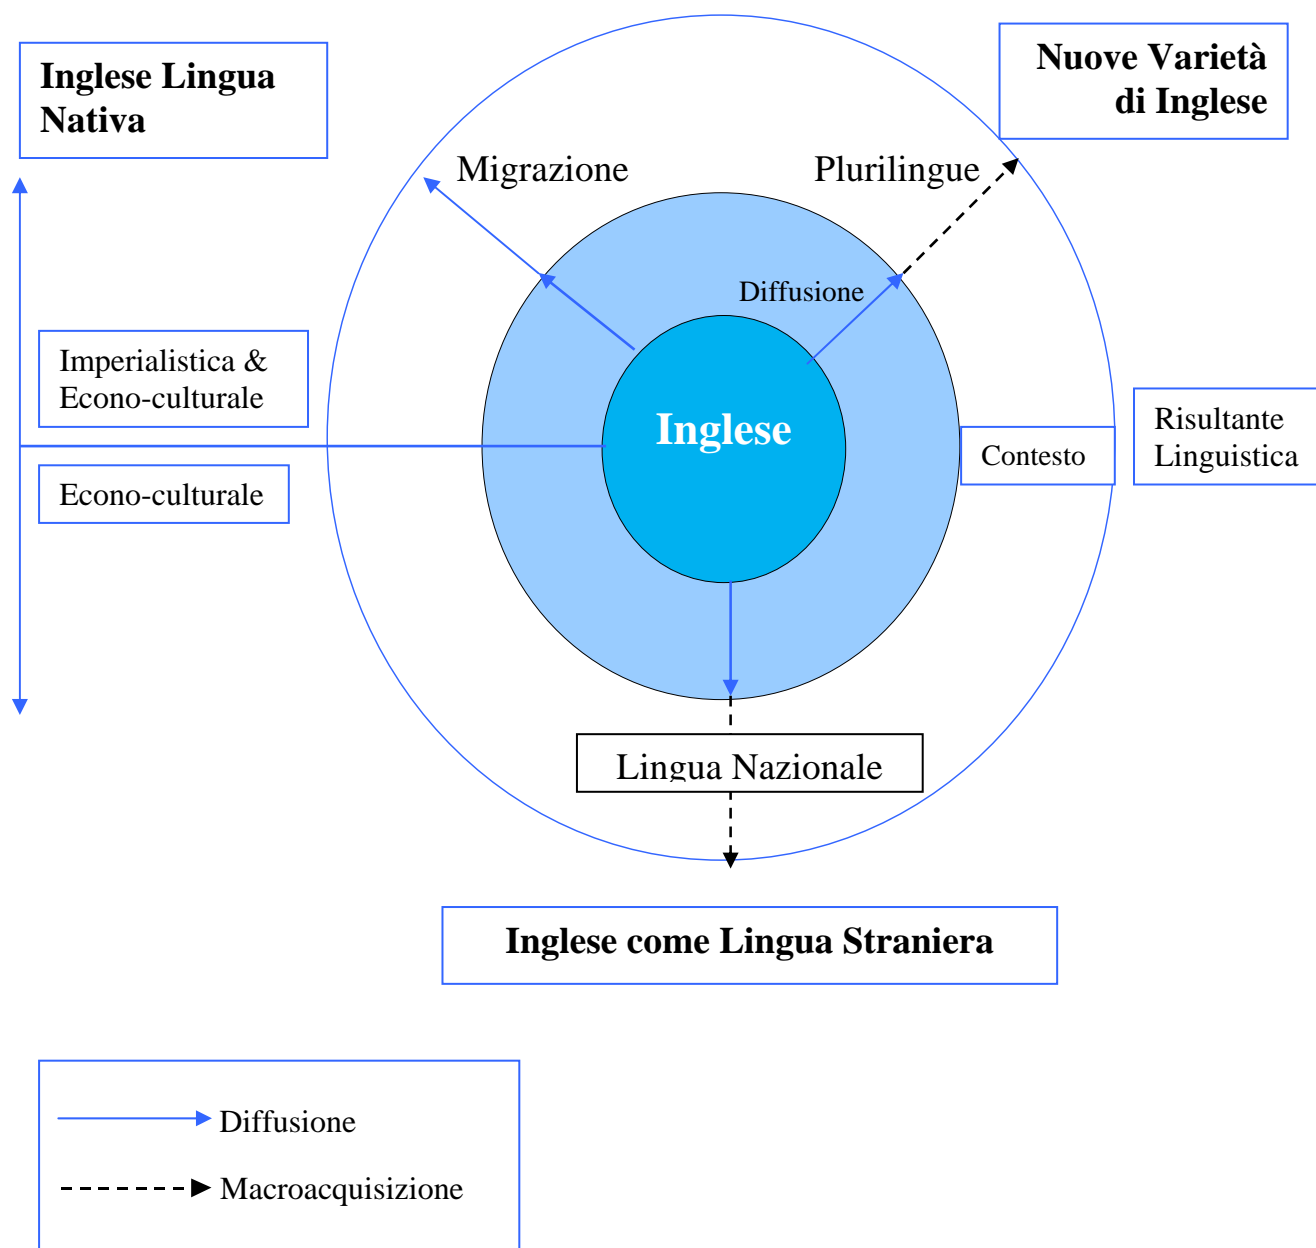 Inglese Lingua
Nativa
Nuove Varietà
di Inglese
Migrazione
Plurilingue
Diffusione
Imperialistica &
Econo-culturale
Inglese
Risultante
Linguistica
Contesto
Econo-culturale
Lingua Nazionale
Inglese come Lingua Straniera
Diffusione
Macroacquisizione